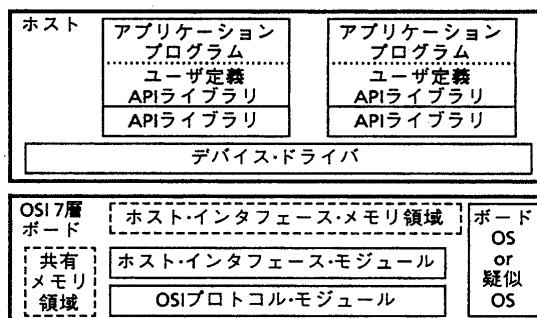 ホスト
アプリケーション
プログラム
ユーザ定義
APIライブラリ
APIライブラリ
アプリケーション
プログラム
ユーザ定義
APIライブラリ
APIライブラリ
デバイス・ドライバ
OSI 7層
ボード
ホスト・インタフェース・メモリ領域
共有
メモリ
領域
ホスト・インタフェース・モジュール
OSIプロトコル・モジュール
ボード
OS
or
疑似
OS